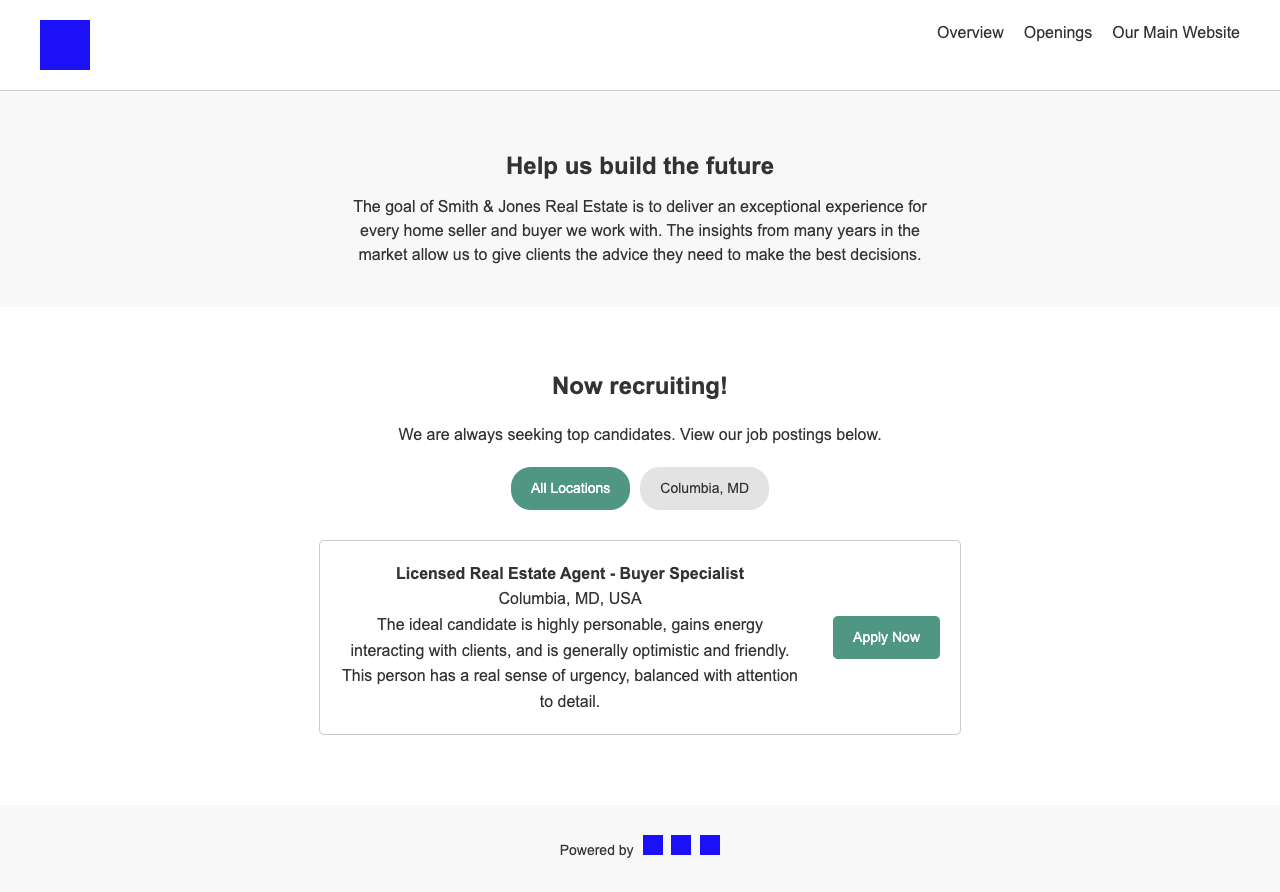 Overview Openings Our Main Website
Help us build the future
The goal of Smith & Jones Real Estate is to deliver an exceptional experience for
every home seller and buyer we work with. The insights from many years in the
market allow us to give clients the advice they need to make the best decisions.
Now recruiting!
We are always seeking top candidates. View our job postings below.
All Locations Columbia, MD
Licensed Real Estate Agent - Buyer Specialist
Columbia, MD, USA
The ideal candidate is highly personable, gains energy
interacting with clients, and is generally optimistic and friendly.
This person has a real sense of urgency, balanced with attention
to detail.
Apply Now
Powered by